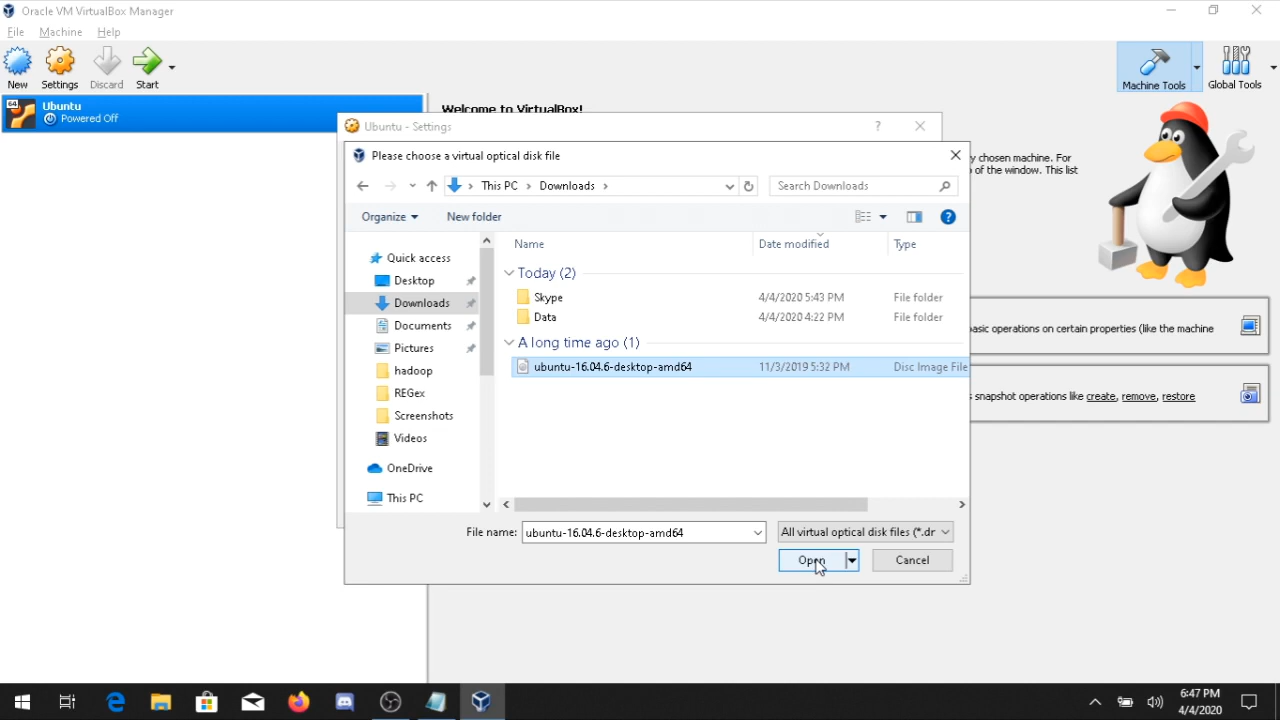 Oracle VM VirtualBox Manager
File Machine Help
New Settings Discard Start
Machine Tools Global Tools
64 Ubuntu
Powered Off
Welcome to VirtualBox!
Ubuntu - Settings
?
Please choose a virtual optical disk file
y chosen machine. For
o of the window. This list
This PC Downloads
Search Downloads
Organize New folder
Name Date modified Type
Quick access
Desktop
Downloads
Documents
Pictures
hadoop
REGex
Screenshots
Videos
OneDrive
This PC
Today (2)
Skype 4/4/2020 5:43 PM File folder
Data 4/4/2020 4:22 PM File folder
A long time ago (1)
ubuntu-16.04.6-desktop-amd64 11/3/2019 5:32 PM Disc Image File
asic operations on certain properties (like the machine
s snapshot operations like create, remove, restore
File name: ubuntu-16.04.6-desktop-amd64 All virtual optical disk files (*.dr
Open Cancel
6:47 PM
4/4/2020